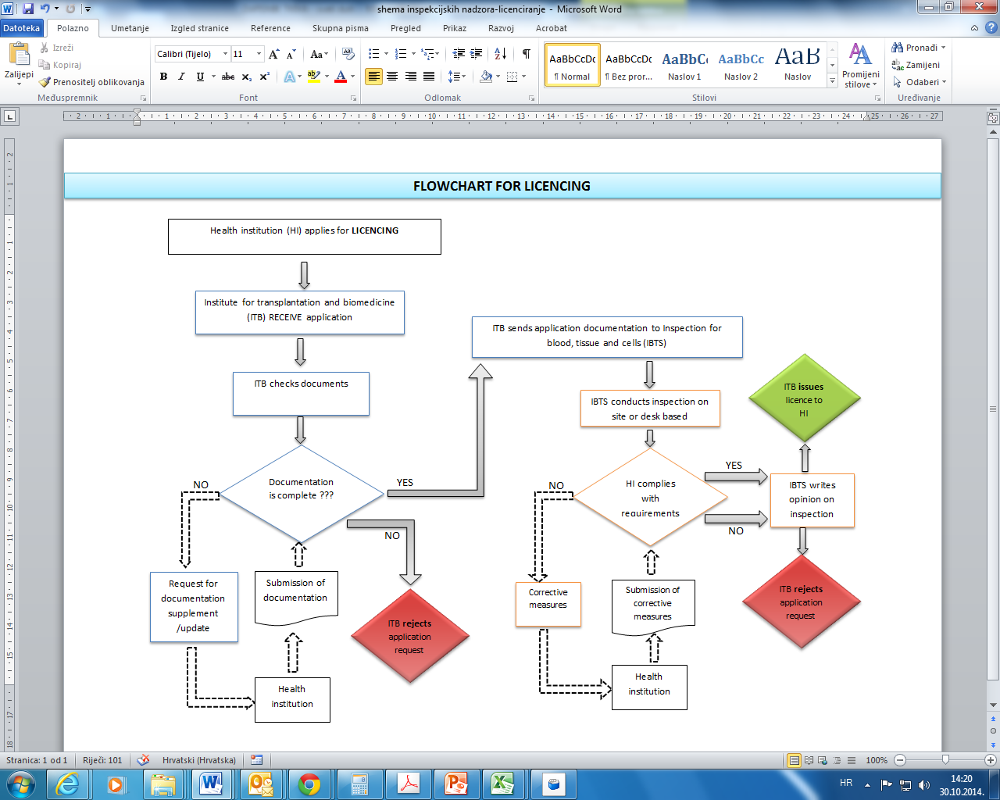 shema inspekcijskih nadzora-licenciranje - Microsoft Word
Datoteka Polazno Umetanje Izgled stranice Reference Skupna pisma Pregled Prikaz Razvoj Acrobat
Izreži
Kopiraj
Prenositelj oblikovanja
Zalijepi
Međuspremnik
Calibri (Tijelo) 11
Font
Odlomak
AaBbCcDc AaBbCcDc AaBbC AaBbCc AaB
¶ Normal ¶ Bez pror... Naslov 1 Naslov 2 Naslov
Stilovi
Promijeni
stilove
Pronađi
Zamijeni
Odaberi
Uređivanje
FLOWCHART FOR LICENCING
Health institution (HI) applies for LICENCING
Institute for transplantation and biomedicine
(ITB) RECEIVE application
ITB checks documents
Documentation
is complete ???
NO
YES
NO
Request for
documentation
supplement
/update
Submission of
documentation
Health
institution
ITB rejects
application
request
ITB sends application documentation to Inspection for
blood, tissue and cells (IBTS)
IBTS conducts inspection on
site or desk based
HI complies
with
requirements
NO
YES
NO
IBTS writes
opinion on
inspection
ITB issues
licence to
HI
ITB rejects
application
request
Corrective
measures
Submission of
corrective
measures
Health
institution
Stranica: 1 od 1 Riječi: 101 Hrvatski (Hrvatska) 100%
HR
14:20
30.10.2014.